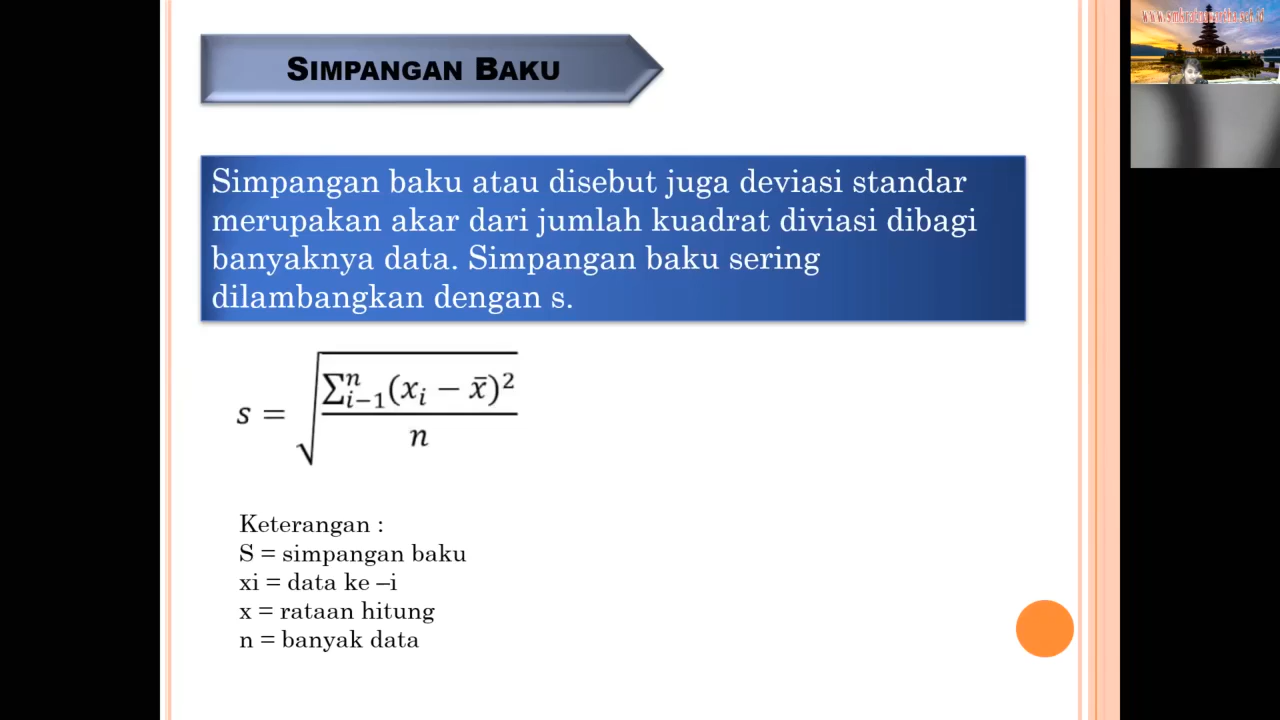 SIMPANGAN BAKU
Simpangan baku atau disebut juga deviasi standar
merupakan akar dari jumlah kuadrat diviasi dibagi
banyaknya data. Simpangan baku sering
dilambangkan dengan s.
s = √(∑ⁿᵢ₋₁(xᵢ − x̄)² / n)
Keterangan :
S = simpangan baku
xi = data ke –i
x = rataan hitung
n = banyak data